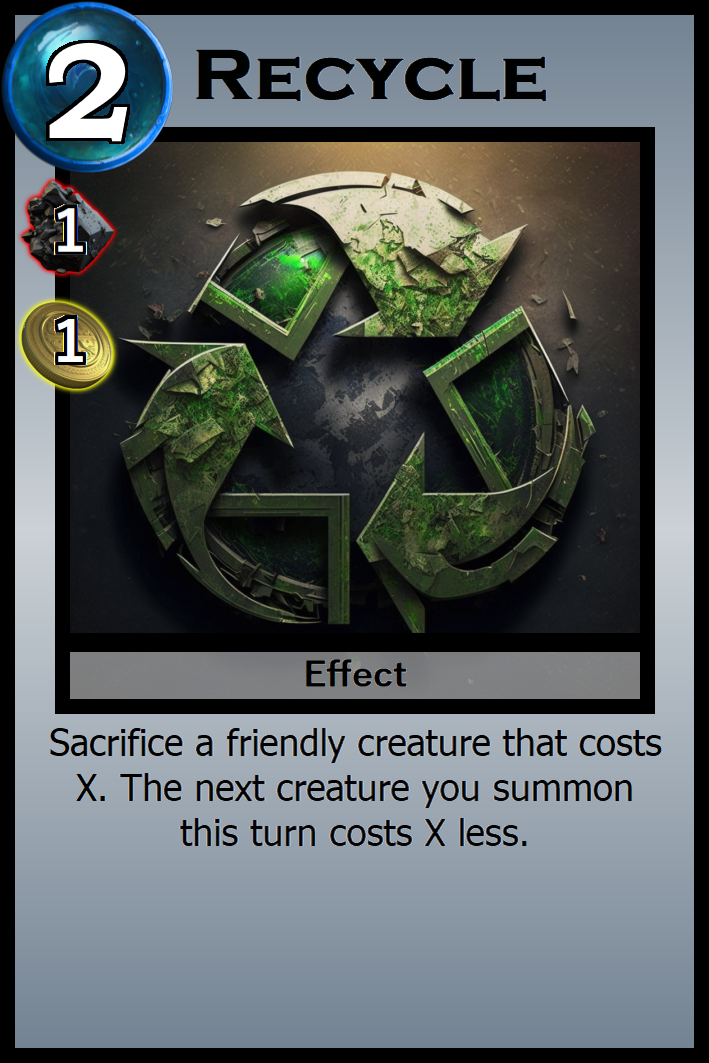 2
RECYCLE
1
1
Effect
Sacrifice a friendly creature that costs
X. The next creature you summon
this turn costs X less.